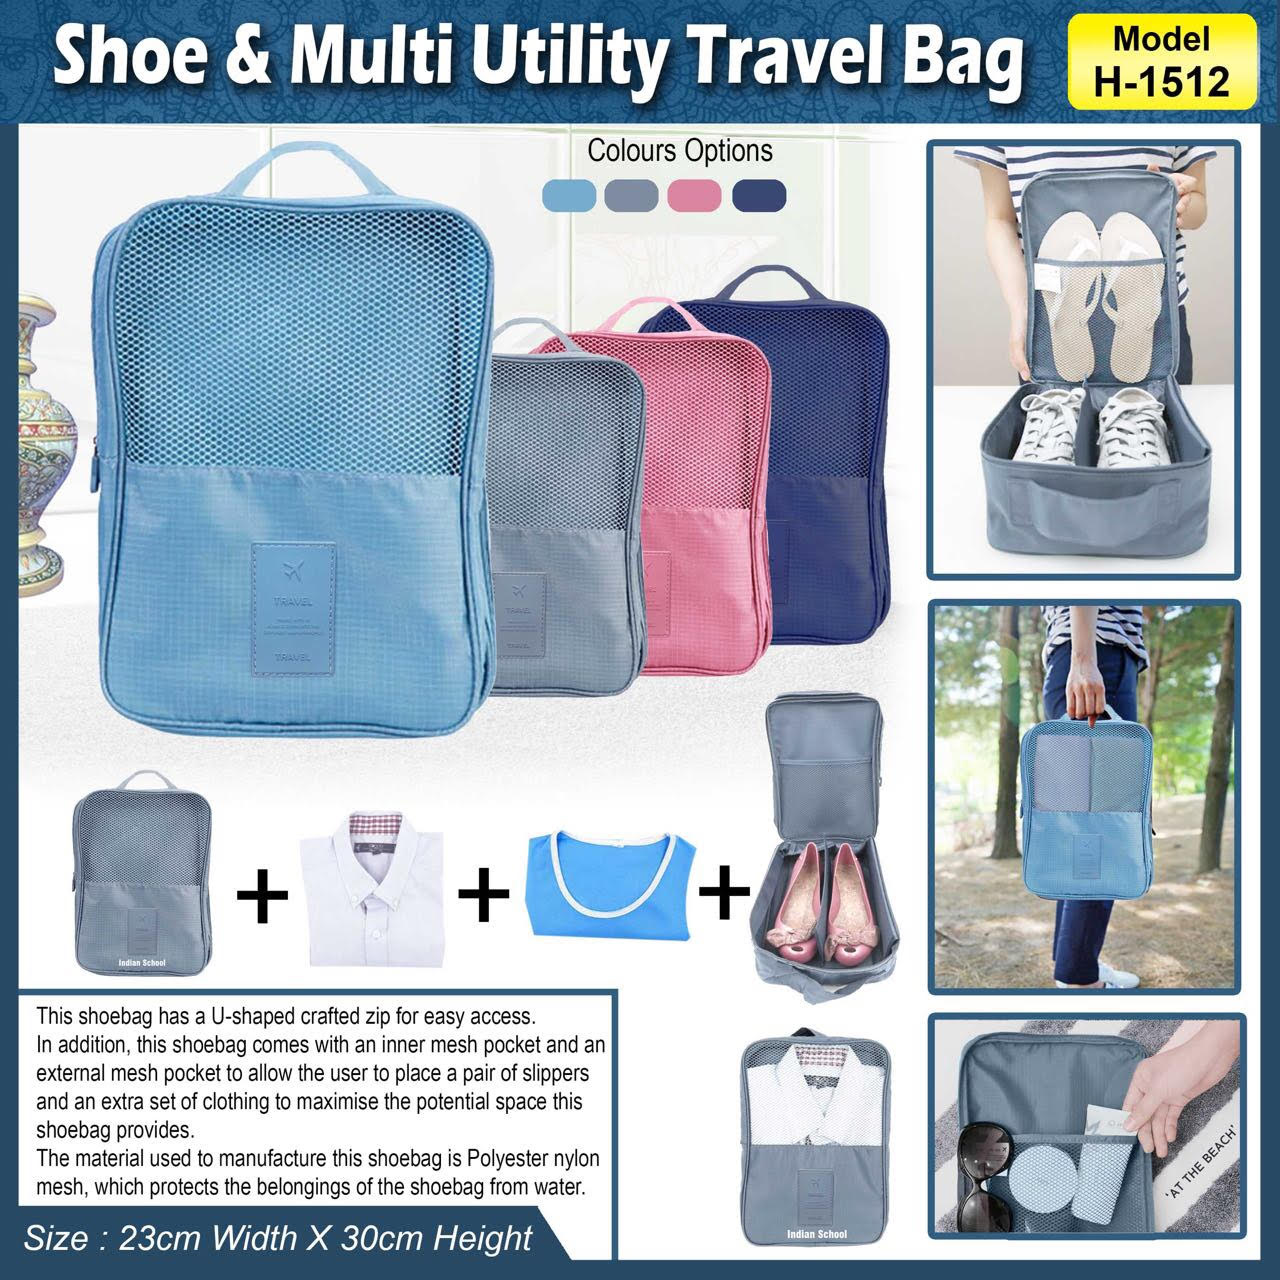 Shoe & Multi Utility Travel Bag
Model
H-1512
Colours Options
TRAVEL
TRAVEL
TRAVEL
Indian School
This shoebag has a U-shaped crafted zip for easy access.
In addition, this shoebag comes with an inner mesh pocket and an
external mesh pocket to allow the user to place a pair of slippers
and an extra set of clothing to maximise the potential space this
shoebag provides.
The material used to manufacture this shoebag is Polyester nylon
mesh, which protects the belongings of the shoebag from water.
Size : 23cm Width X 30cm Height
TRAVEL
Indian School
'AT THE BEACH'